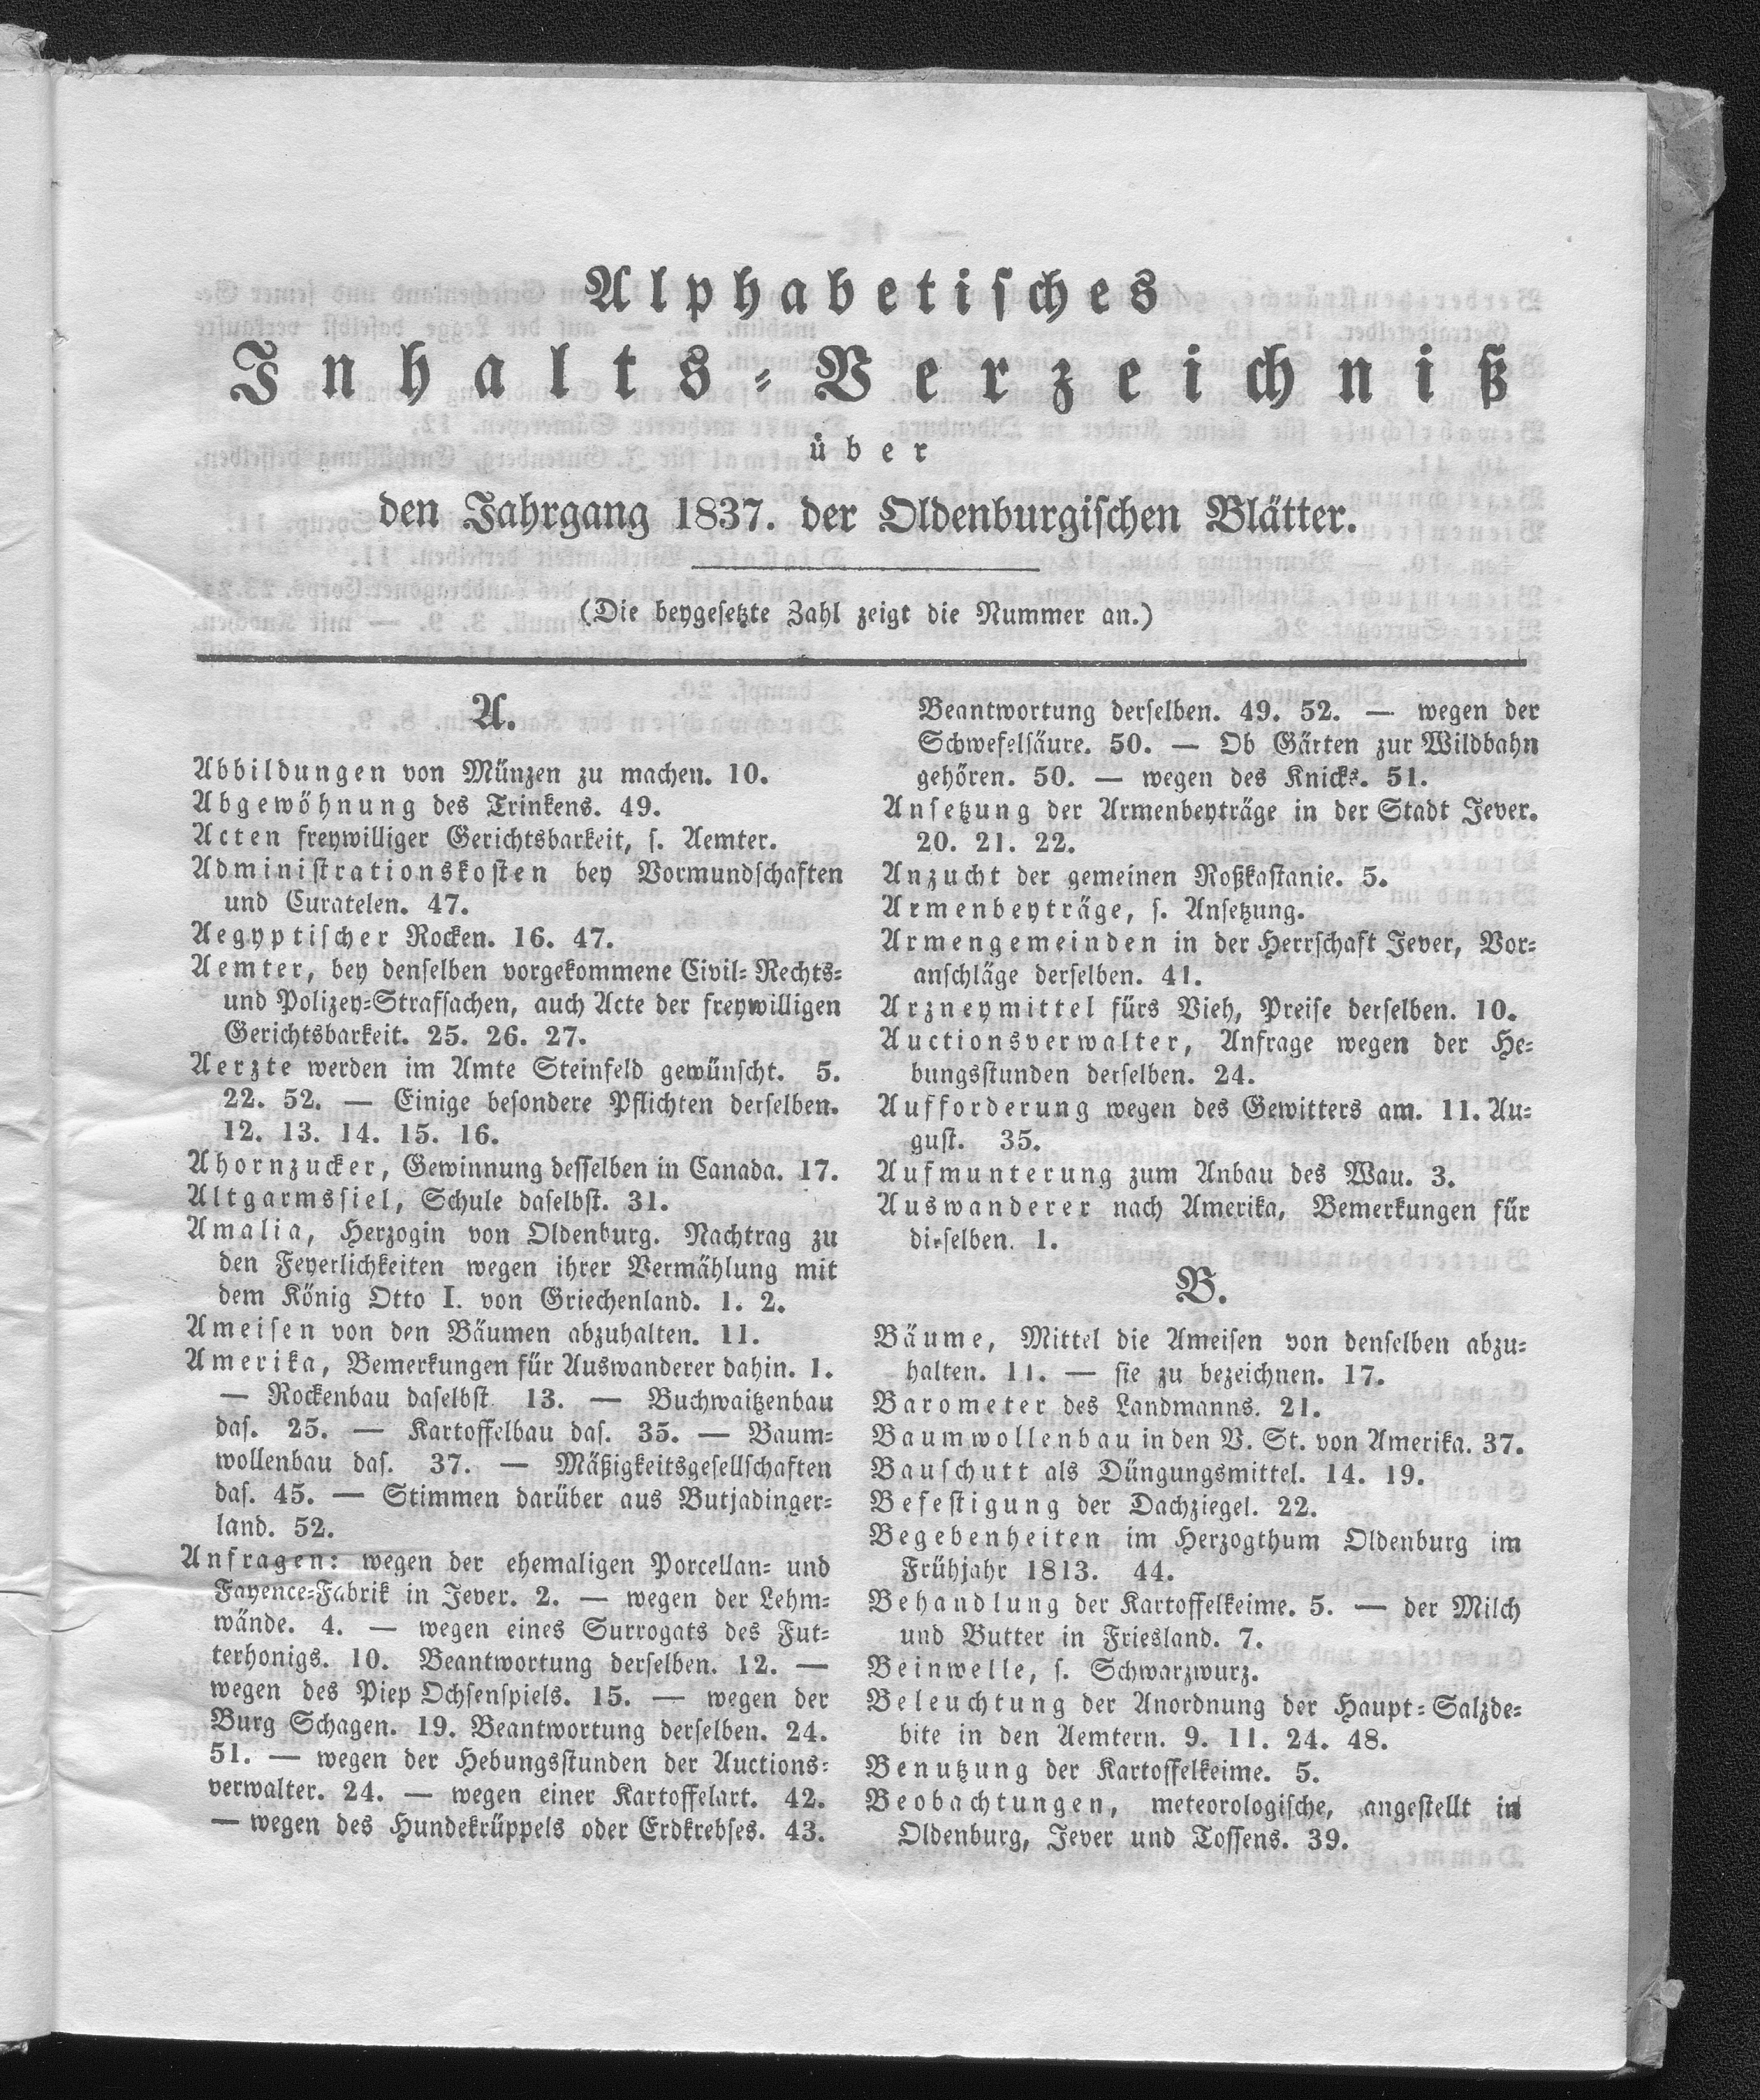 Alphabetisches
Inhalts-Verzeichniß
über
den Jahrgang 1837. der Oldenburgischen Blätter.
(Die beygesetzte Zahl zeigt die Nummer an.)
A.
Abbildungen von Münzen zu machen. 10.
Abgewöhnung des Trinkens. 49.
Acten freywilliger Gerichtsbarkeit, s. Aemter.
Administrationskosten bey Vormundschaften
und Curatelen. 47.
Aegyptischer Rocken. 16. 47.
Aemter, bey denselben vorgekommene Civil-Rechts-
und Polizey-Strafsachen, auch Acte der freywilligen
Gerichtsbarkeit. 25. 26. 27.
Aerzte werden im Amte Steinfeld gewünscht. 5.
22. 52. — Einige besondere Pflichten derselben.
12. 13. 14. 15. 16.
Ahornzucker, Gewinnung desselben in Canada. 17.
Altgarmssiel, Schule daselbst. 31.
Amalia, Herzogin von Oldenburg. Nachtrag zu
den Feyerlichkeiten wegen ihrer Vermählung mit
dem König Otto I. von Griechenland. 1. 2.
Ameisen von den Bäumen abzuhalten. 11.
Amerika, Bemerkungen für Auswanderer dahin. 1.
— Rockenbau daselbst. 13. — Buchwaitzenbau
das. 25. — Kartoffelbau das. 35. — Baum-
wollenbau das. 37. — Mäßigkeitsgesellschaften
das. 45. — Stimmen darüber aus Butjadinger-
land. 52.
Anfragen: wegen der ehemaligen Porcellan- und
Fayence-Fabrik in Jever. 2. — wegen der Lehm-
wände. 4. — wegen eines Surrogats des Fut-
terhonigs. 10. Beantwortung derselben. 12. —
wegen des Piep Ochsenspiels. 15. — wegen der
Burg Schagen. 19. Beantwortung derselben. 24.
51. — wegen der Hebungsstunden der Auctions-
verwalter. 24. — wegen einer Kartoffelart. 42.
— wegen des Hundekrüppels oder Erdkrebses. 43.
Beantwortung derselben. 49. 52. — wegen der
Schwefelsäure. 50. — Ob Gärten zur Wildbahn
gehören. 50. — wegen des Knicks. 51.
Ansetzung der Armenbeyträge in der Stadt Jever.
20. 21. 22.
Anzucht der gemeinen Roßkastanie. 5.
Armenbeyträge, s. Ansetzung.
Armengemeinden in der Herrschaft Jever, Vor-
anschläge derselben. 41.
Arzneymittel fürs Vieh, Preise derselben. 10.
Auctionsverwalter, Anfrage wegen der He-
bungsstunden derselben. 24.
Aufforderung wegen des Gewitters am. 11. Au-
gust. 35.
Aufmunterung zum Anbau des Wau. 3.
Auswanderer nach Amerika, Bemerkungen für
dieselben. 1.
B.
Bäume, Mittel die Ameisen von denselben abzu-
halten. 11. — sie zu bezeichnen. 17.
Barometer des Landmanns. 21.
Baumwollenbau in den V. St. von Amerika. 37.
Bauschutt als Düngungsmittel. 14. 19.
Befestigung der Dachziegel. 22.
Begebenheiten im Herzogthum Oldenburg im
Frühjahr 1813. 44.
Behandlung der Kartoffelkeime. 5. — der Milch
und Butter in Friesland. 7.
Beinwelle, s. Schwarzwurz.
Beleuchtung der Anordnung der Haupt-Salzde-
bite in den Aemtern. 9. 11. 24. 48.
Benutzung der Kartoffelkeime. 5.
Beobachtungen, meteorologische, angestellt in
Oldenburg, Jever und Tossens. 39.